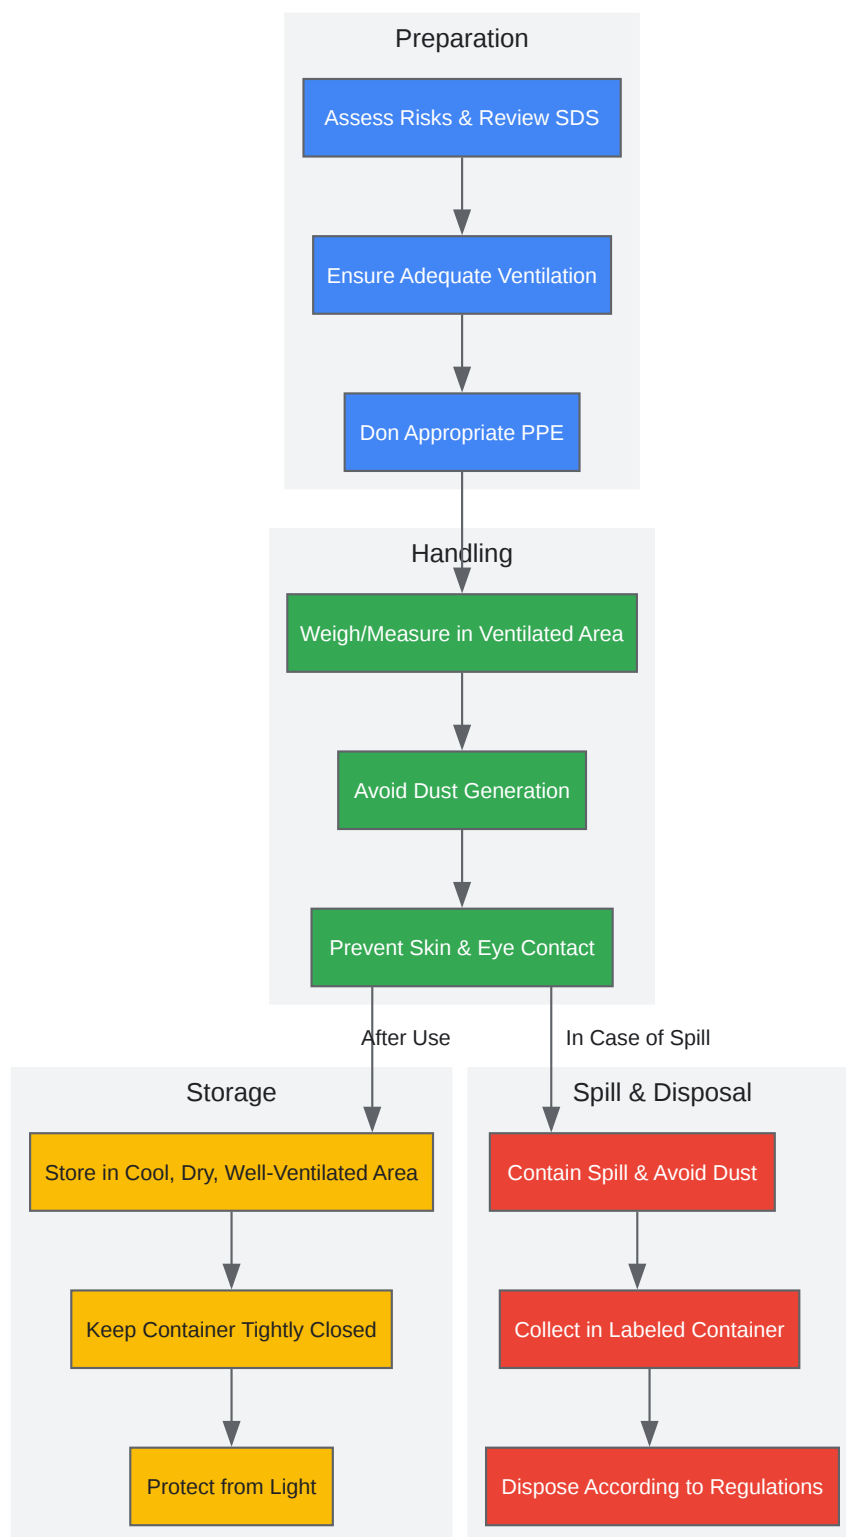 Preparation
Assess Risks & Review SDS
Ensure Adequate Ventilation
Don Appropriate PPE
Handling
Weigh/Measure in Ventilated Area
Avoid Dust Generation
Prevent Skin & Eye Contact
After Use
In Case of Spill
Storage
Store in Cool, Dry, Well-Ventilated Area
Keep Container Tightly Closed
Protect from Light
Spill & Disposal
Contain Spill & Avoid Dust
Collect in Labeled Container
Dispose According to Regulations